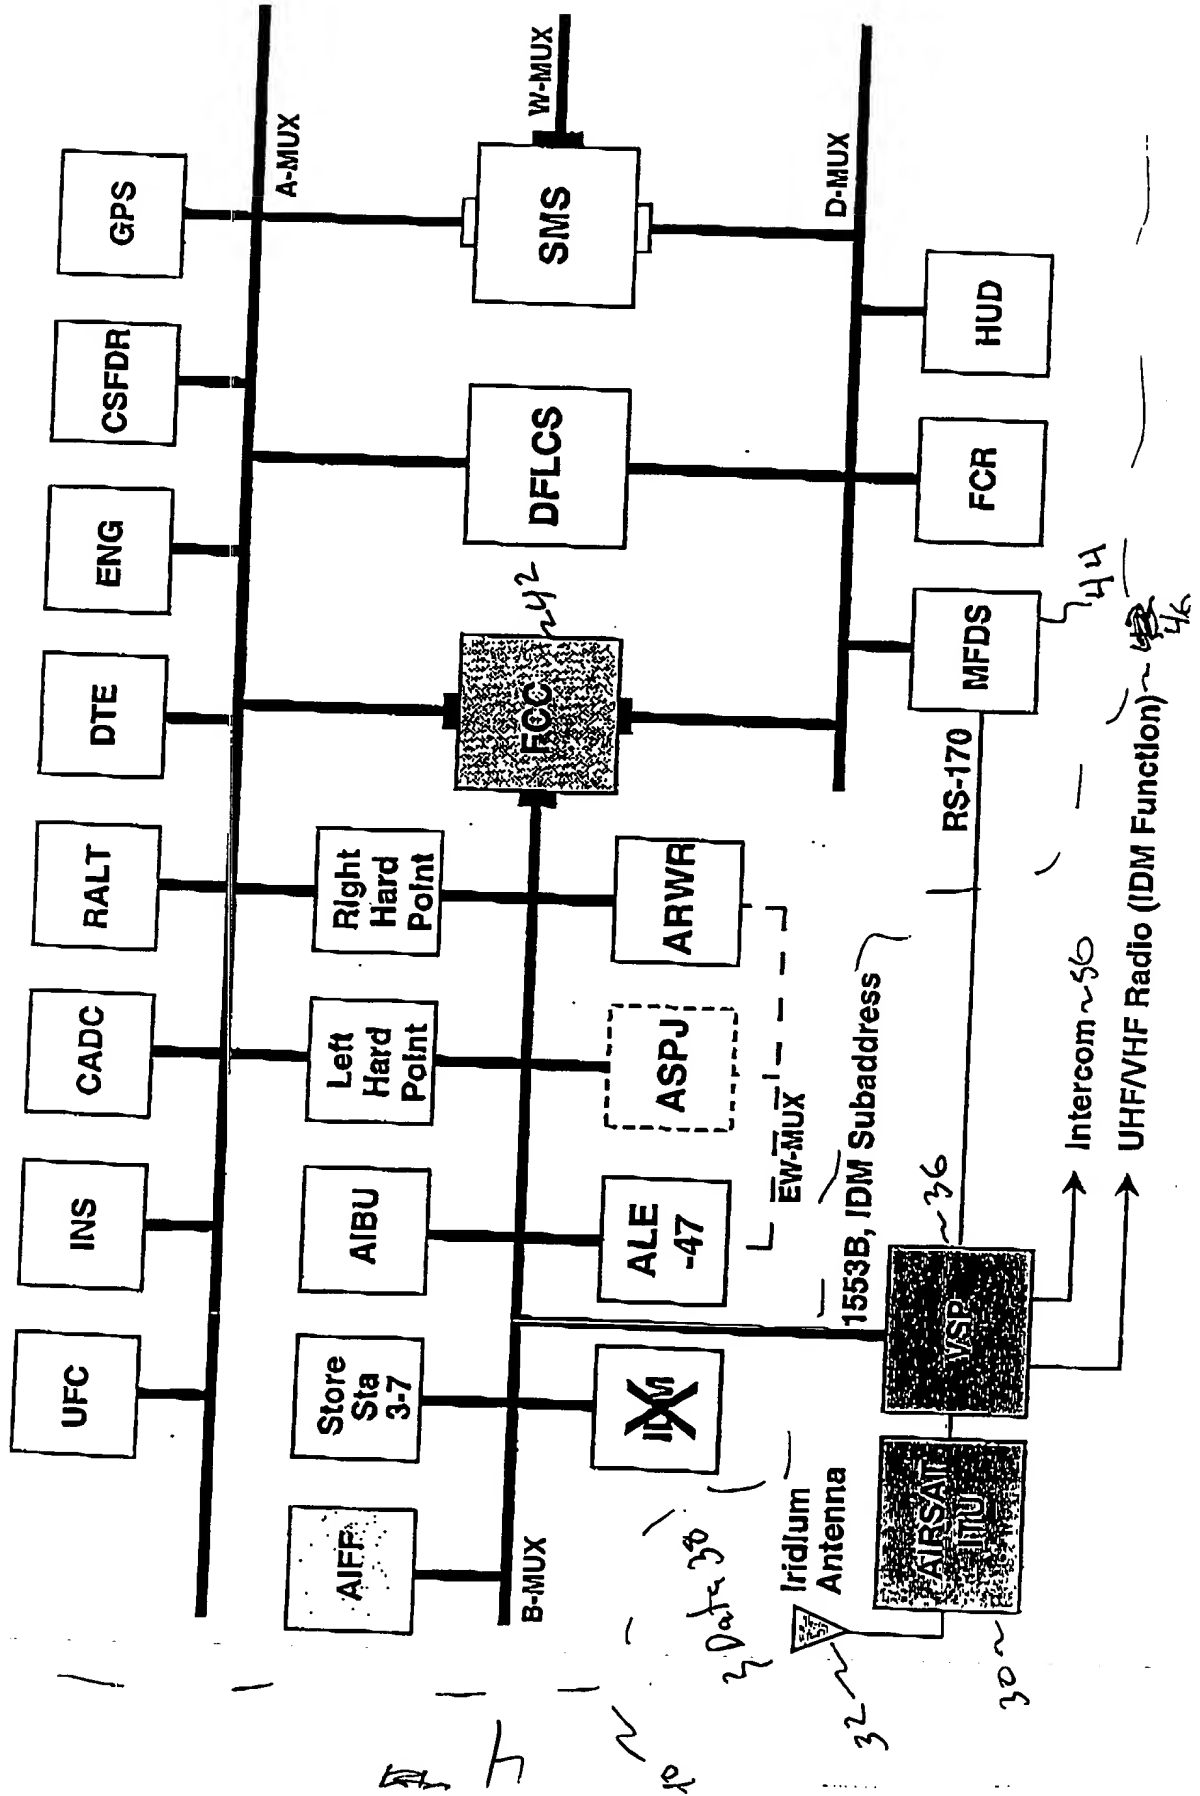 UFC
INS
CADC
RALT
DTE
ENG
CSFDR
GPS
A-MUX
AIFF
Store
Sta
3-7
AIBU
Left
Hard
Point
Right
Hard
Point
FCC
~42
DFLCS
SMS
W-MUX
B-MUX
IDM
ALE
-47
ASPJ
ARWR
EW-MUX
D-MUX
Data 38
Iridium
Antenna
32
1553B, IDM Subaddress
RS-170
MFDS
44
FCR
HUD
AIRSAT
ITU
30
VSP
~36
Intercom ~56
UHF/VHF Radio (IDM Function) ~
46
4